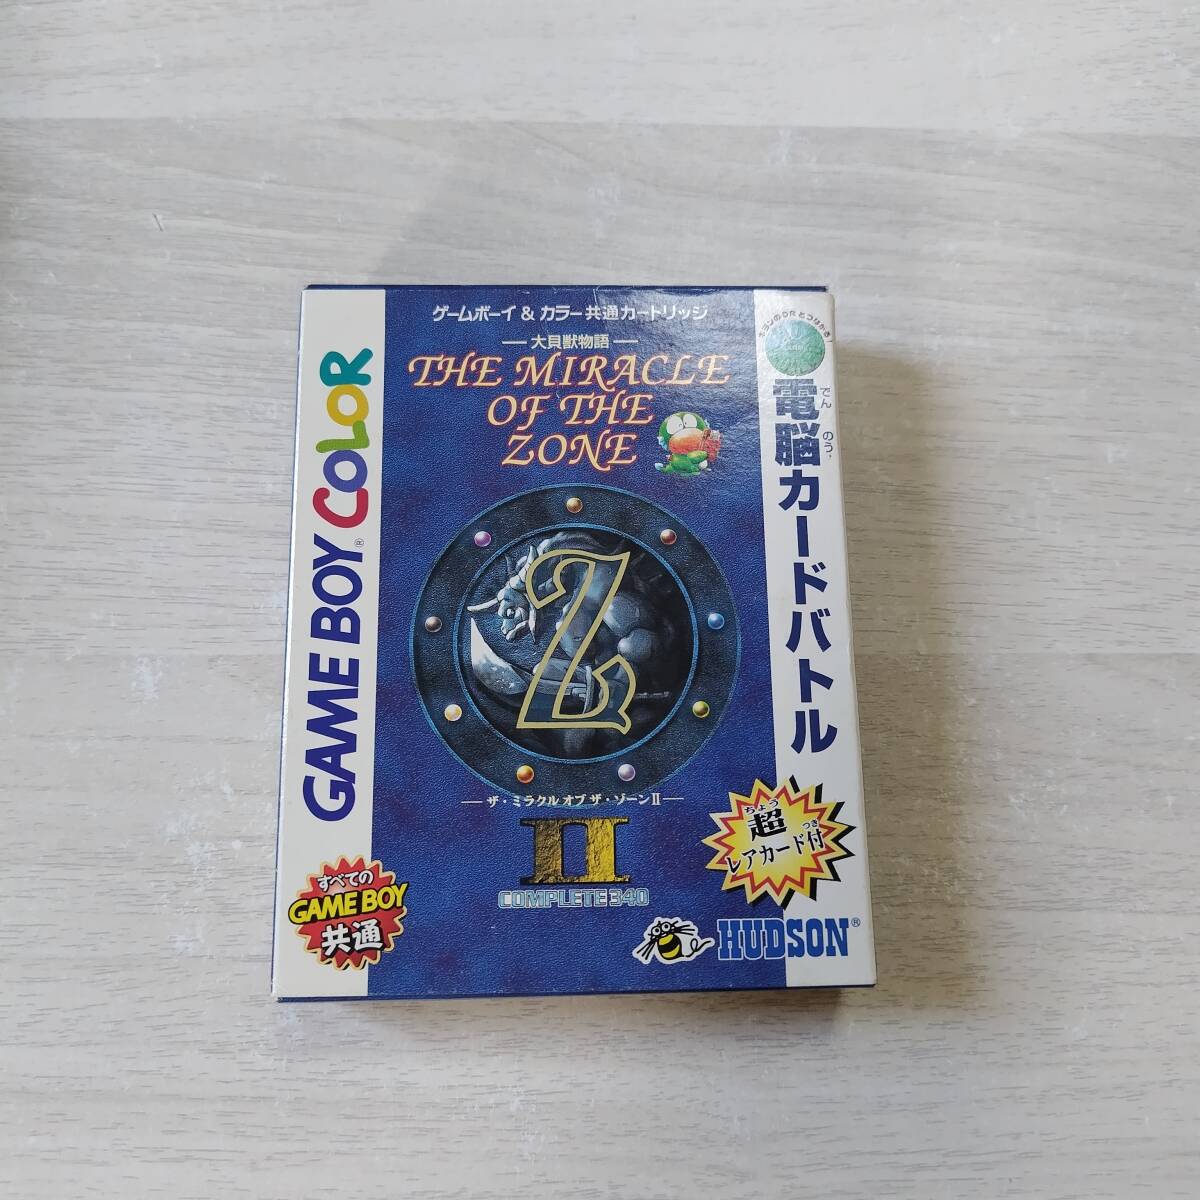 ゲームボーイ&カラー共通カートリッジ
大貝獣物語
THE MIRACLE
OF THE
ZONE
Z
ザ・ミラクル オブ ザ・ゾーンII
II
COMPLETE 340
GAME BOY COLOR
®
すべての
GAME BOY
共通
でん のう
電脳カードバトル
ちょう
超
つき
レアカード付
HUDSON®